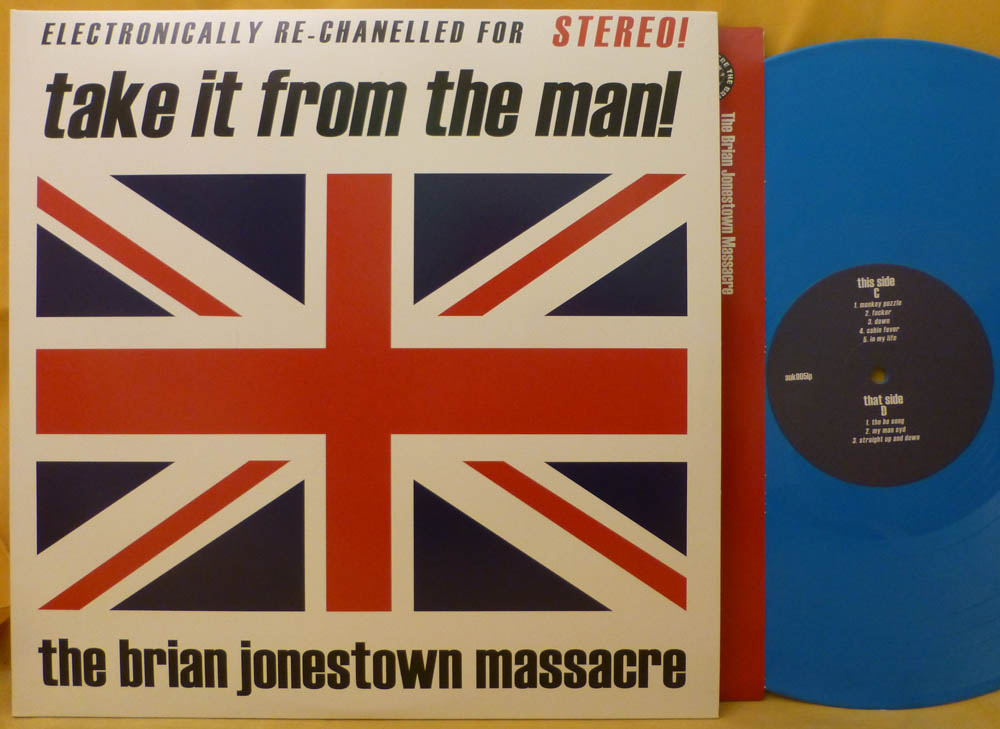 ELECTRONICALLY RE-CHANELLED FOR STEREO!
take it from the man!
the brian jonestown massacre
The Brian Jonestown Massacre
this side
C
1. monkey puzzle
2. fucker
3. dawn
4. cabin fever
5. in my life
auk005lp
that side
D
1. the be song
2. my man syd
3. straight up and down